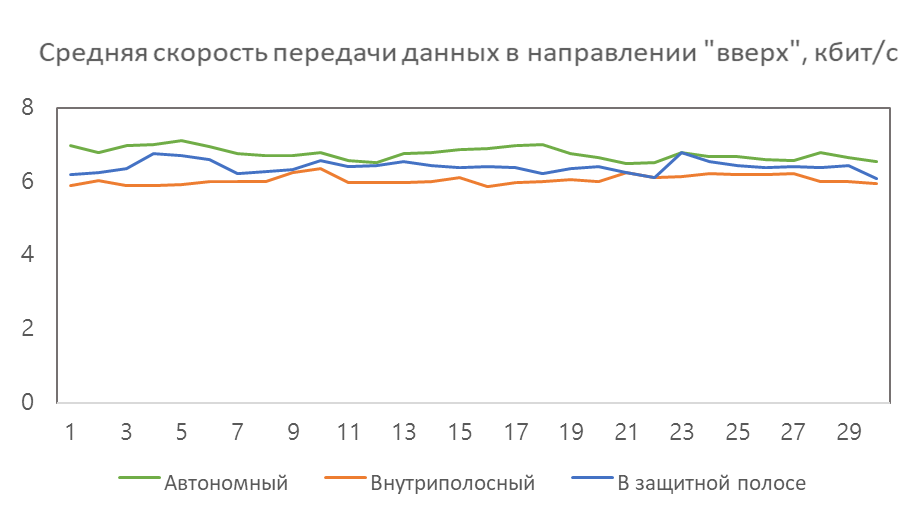 Средняя скорость передачи данных в направлении "вверх", кбит/с
8
6
4
2
0
1 3 5 7 9 11 13 15 17 19 21 23 25 27 29
Автономный Внутриполосный В защитной полосе